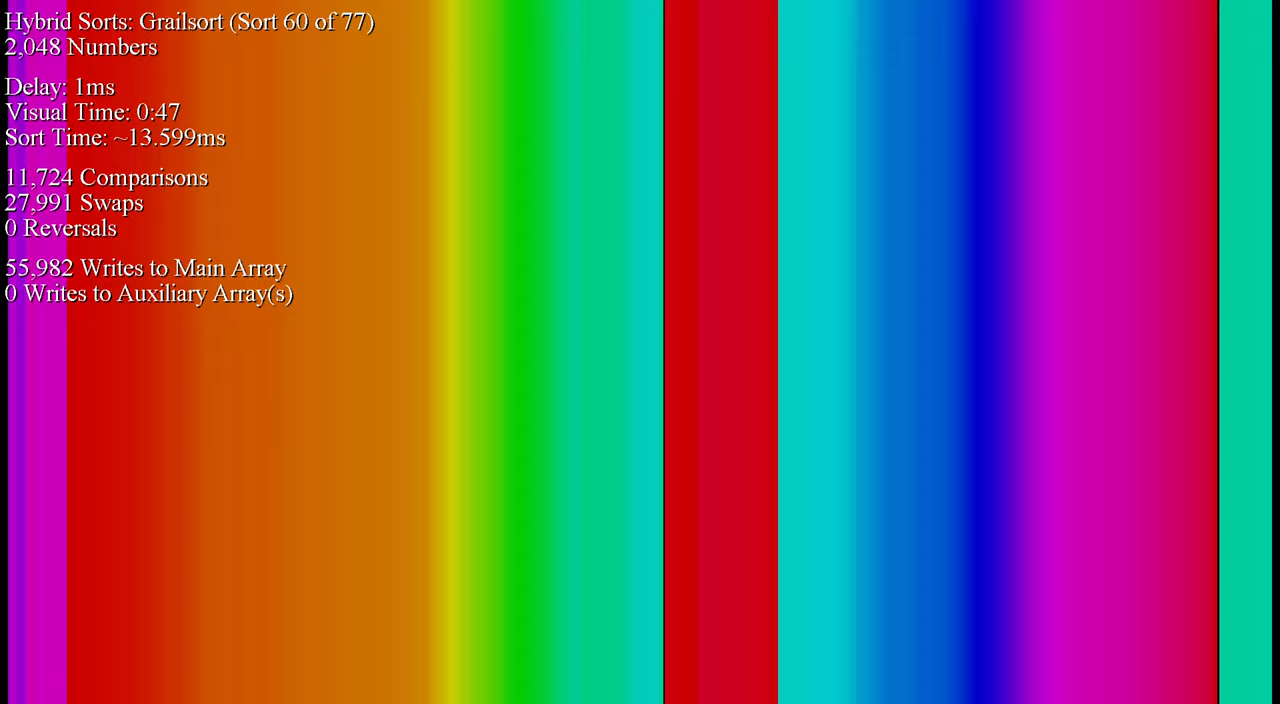 Hybrid Sorts: Grailsort (Sort 60 of 77)
2,048 Numbers
Delay: 1ms
Visual Time: 0:47
Sort Time: ~13.599ms
11,724 Comparisons
27,991 Swaps
0 Reversals
55,982 Writes to Main Array
0 Writes to Auxiliary Array(s)